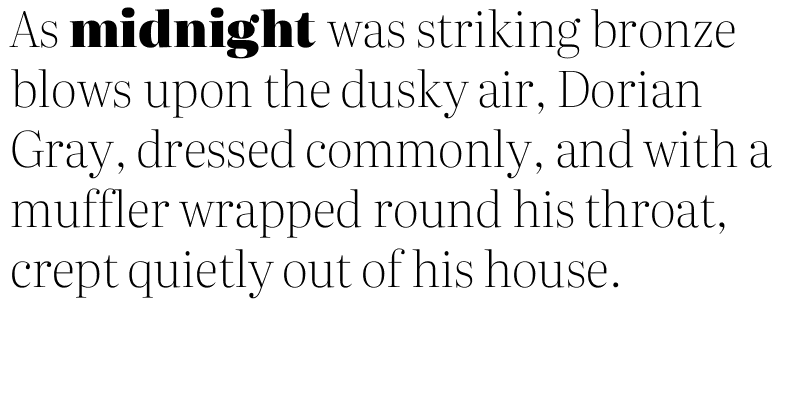 As midnight was striking bronze
blows upon the dusky air, Dorian
Gray, dressed commonly, and with a
muffler wrapped round his throat,
crept quietly out of his house.